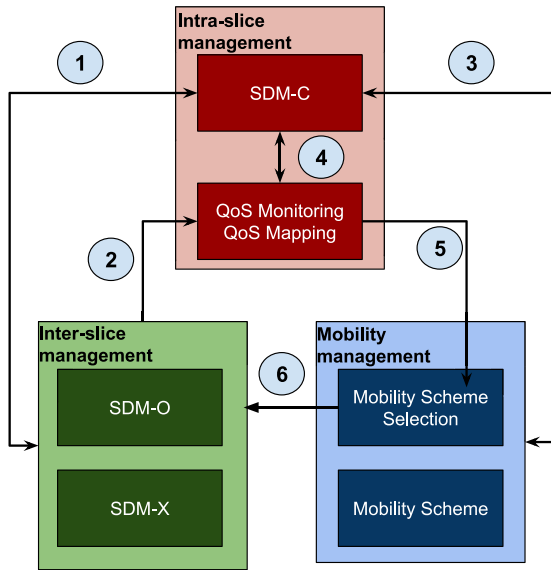 Intra-slice
management
1
3
SDM-C
4
QoS Monitoring
QoS Mapping
2
5
Inter-slice
management
Mobility
management
6
SDM-O
Mobility Scheme
Selection
SDM-X
Mobility Scheme